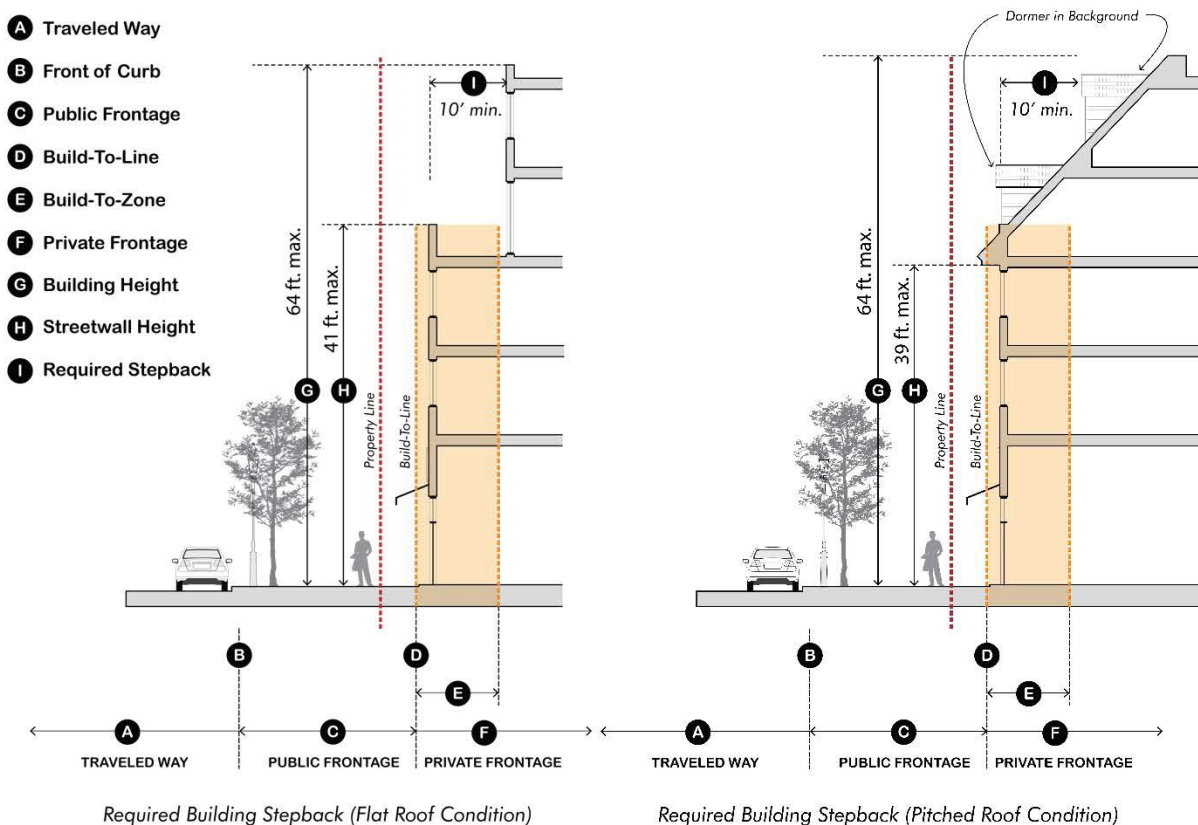 A Traveled Way
B Front of Curb
C Public Frontage
D Build-To-Line
E Build-To-Zone
F Private Frontage
G Building Height
H Streetwall Height
I Required Stepback
I
10' min.
64 ft. max.
41 ft. max.
G
H
Property Line
Build-To-Line
B
D
E
A
C
F
TRAVELED WAY
PUBLIC FRONTAGE
PRIVATE FRONTAGE
Required Building Stepback (Flat Roof Condition)
Dormer in Background
I
10' min.
64 ft. max.
39 ft. max.
G
H
Property Line
Build-To-Line
B
D
E
A
C
F
TRAVELED WAY
PUBLIC FRONTAGE
PRIVATE FRONTAGE
Required Building Stepback (Pitched Roof Condition)